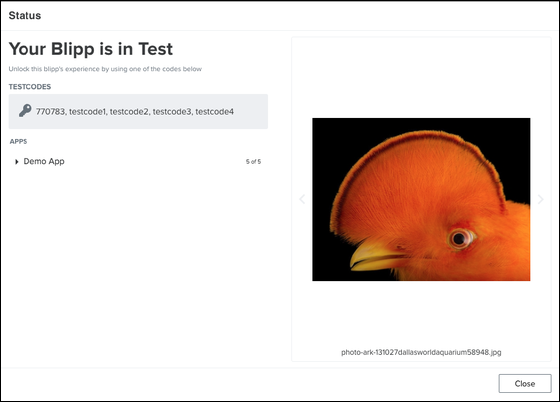 Status
Your Blipp is in Test
Unlock this blipp's experience by using one of the codes below
TESTCODES
770783, testcode1, testcode2, testcode3, testcode4
APPS
Demo App 5 of 5
photo-ark-131027dallasworldaquarium58948.jpg
Close